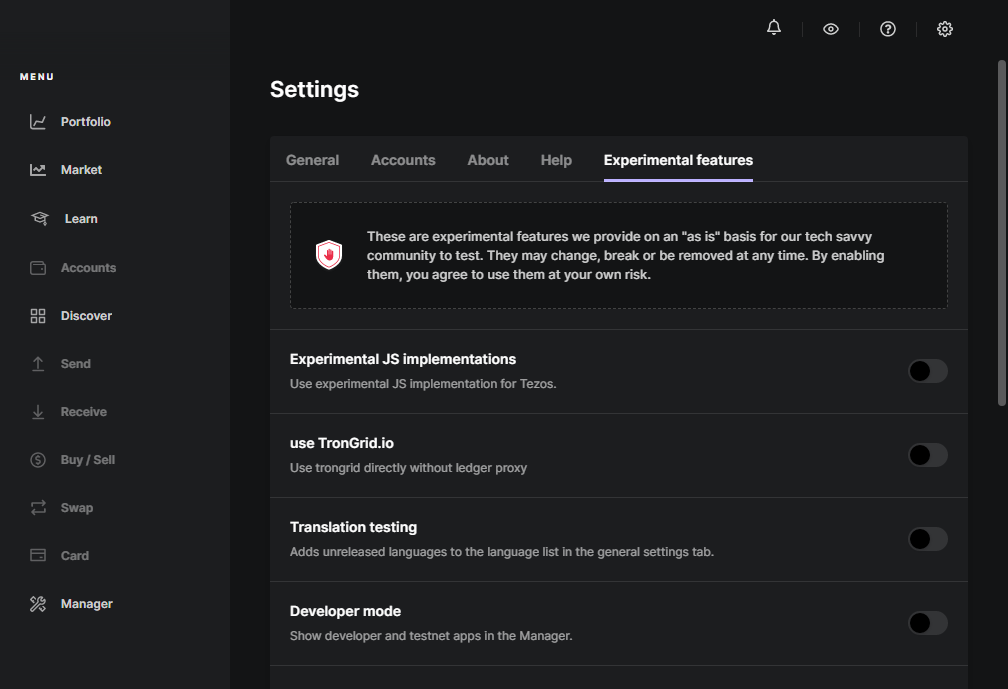 MENU
Portfolio
Market
Learn
Accounts
Discover
Send
Receive
Buy / Sell
Swap
Card
Manager
Settings
General Accounts About Help Experimental features
These are experimental features we provide on an "as is" basis for our tech savvy
community to test. They may change, break or be removed at any time. By enabling
them, you agree to use them at your own risk.
Experimental JS implementations
Use experimental JS implementation for Tezos.
use TronGrid.io
Use trongrid directly without ledger proxy
Translation testing
Adds unreleased languages to the language list in the general settings tab.
Developer mode
Show developer and testnet apps in the Manager.